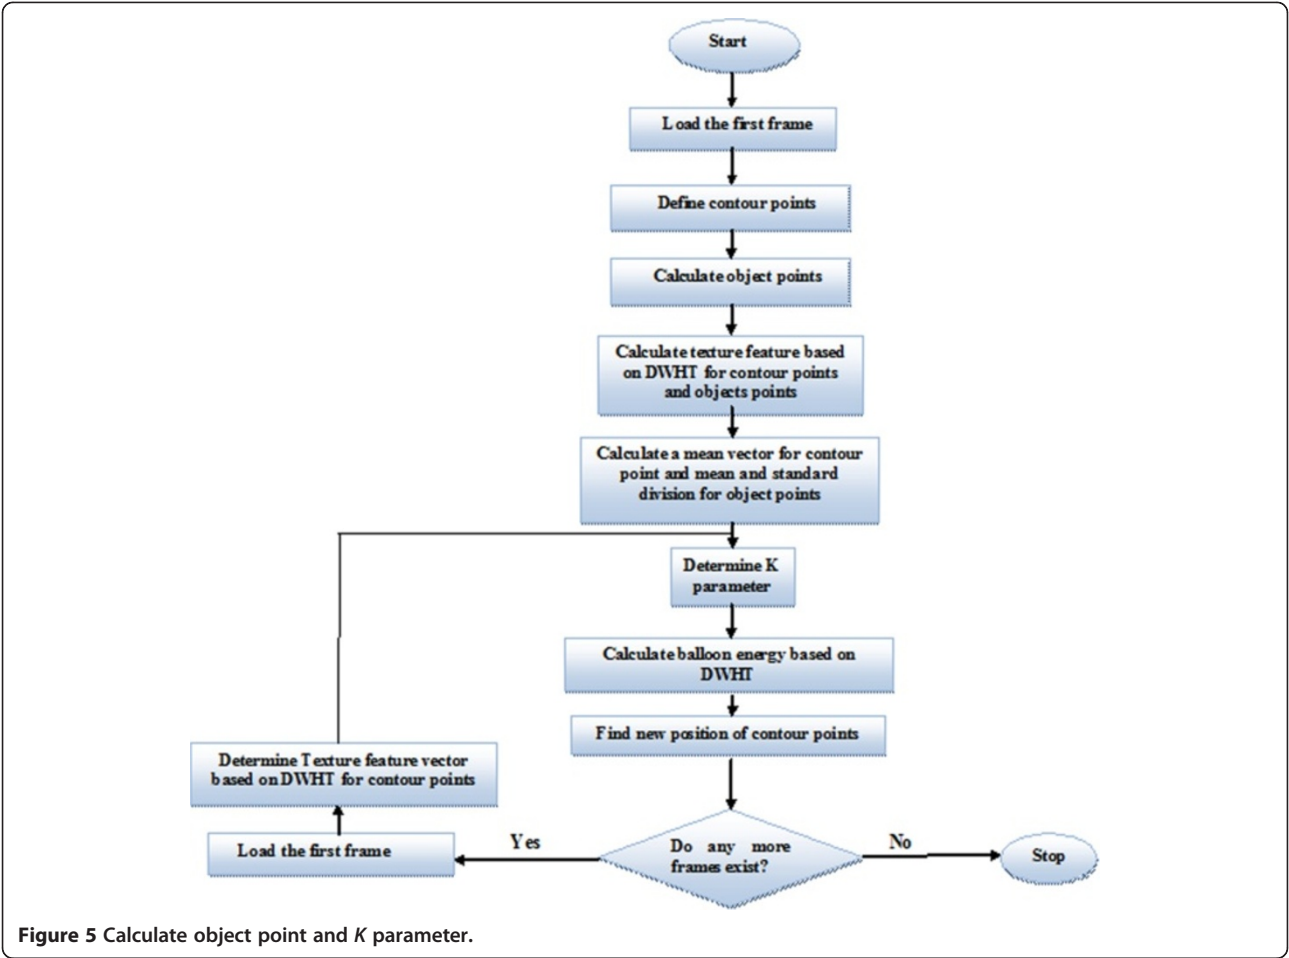 Start
Load the first frame
Define contour points
Calculate object points
Calculate texture feature based
on DWHT for contour points
and objects points
Calculate a mean vector for contour
point and mean and standard
division for object points
Determine K
parameter
Calculate balloon energy based on
DWHT
Find new position of contour points
Do any more
frames exist?
Yes
No
Stop
Load the first frame
Determine Texture feature vector
based on DWHT for contour points
Figure 5 Calculate object point and K parameter.